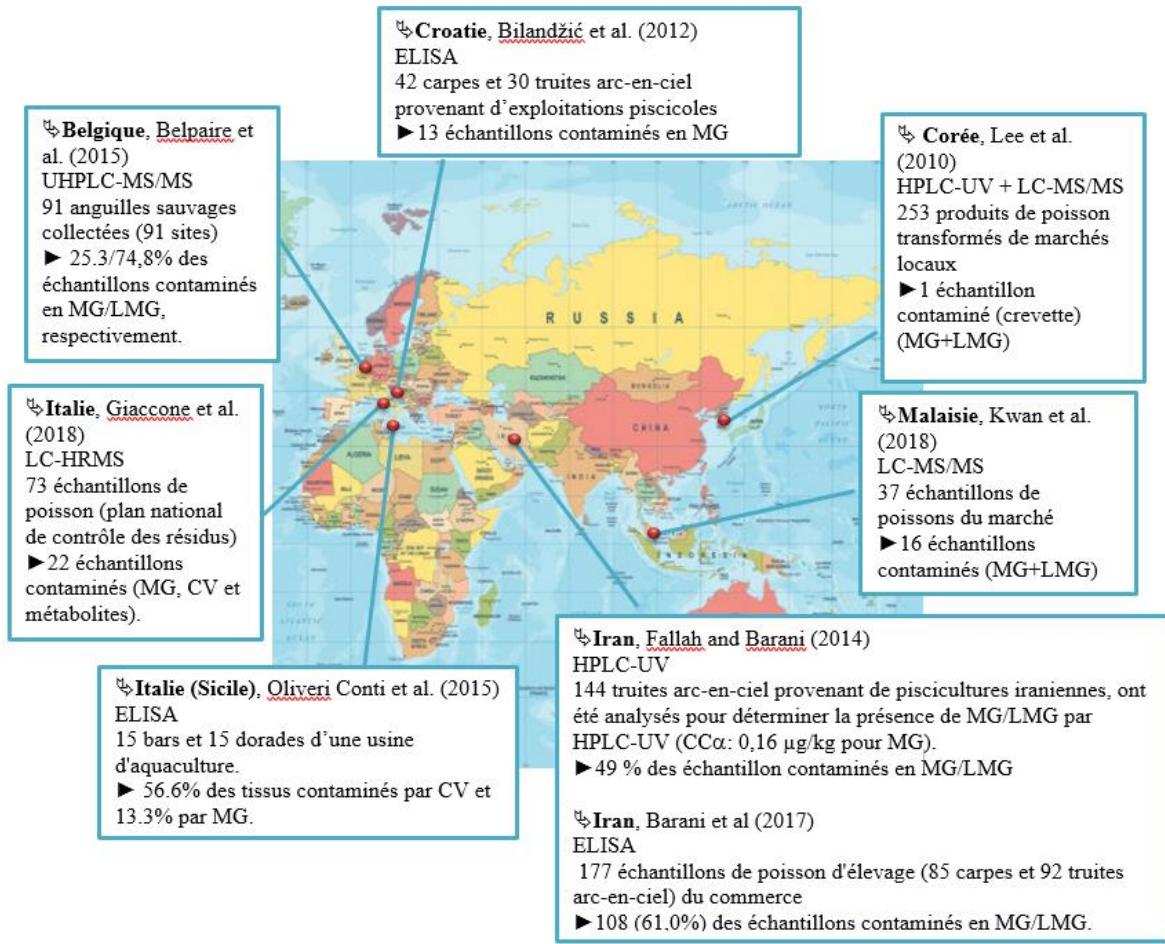 ↳Croatie, Bilandžić et al. (2012)
ELISA
42 carpes et 30 truites arc-en-ciel
provenant d’exploitations piscicoles
►13 échantillons contaminés en MG
↳Belgique, Belpaire et
al. (2015)
UHPLC-MS/MS
91 anguilles sauvages
collectées (91 sites)
► 25.3/74,8% des
échantillons contaminés
en MG/LMG,
respectivement.
↳ Corée, Lee et al.
(2010)
HPLC-UV + LC-MS/MS
253 produits de poisson
transformés de marchés
locaux
►1 échantillon
contaminé (crevette)
(MG+LMG)
↳Italie, Giaccone et al.
(2018)
LC-HRMS
73 échantillons de
poisson (plan national
de contrôle des résidus)
►22 échantillons
contaminés (MG, CV et
métabolites).
↳Malaisie, Kwan et al.
(2018)
LC-MS/MS
37 échantillons de
poissons du marché
►16 échantillons
contaminés (MG+LMG)
↳Italie (Sicile), Oliveri Conti et al. (2015)
ELISA
15 bars et 15 dorades d’une usine
d'aquaculture.
► 56.6% des tissus contaminés par CV et
13.3% par MG.
↳Iran, Fallah and Barani (2014)
HPLC-UV
144 truites arc-en-ciel provenant de piscicultures iraniennes, ont
été analysés pour déterminer la présence de MG/LMG par
HPLC-UV (CCα: 0,16 µg/kg pour MG).
►49 % des échantillon contaminés en MG/LMG
↳Iran, Barani et al (2017)
ELISA
177 échantillons de poisson d'élevage (85 carpes et 92 truites
arc-en-ciel) du commerce
►108 (61.0%) des échantillons contaminés en MG/LMG.
ARCTIC OCEAN
RUSSIA
KAZAKHSTAN
MONGOLIA
CHINA
JAPAN
NORTH
PACIFIC
ALGERIA
LIBYA
EGYPT
INDIA
INDONESIA